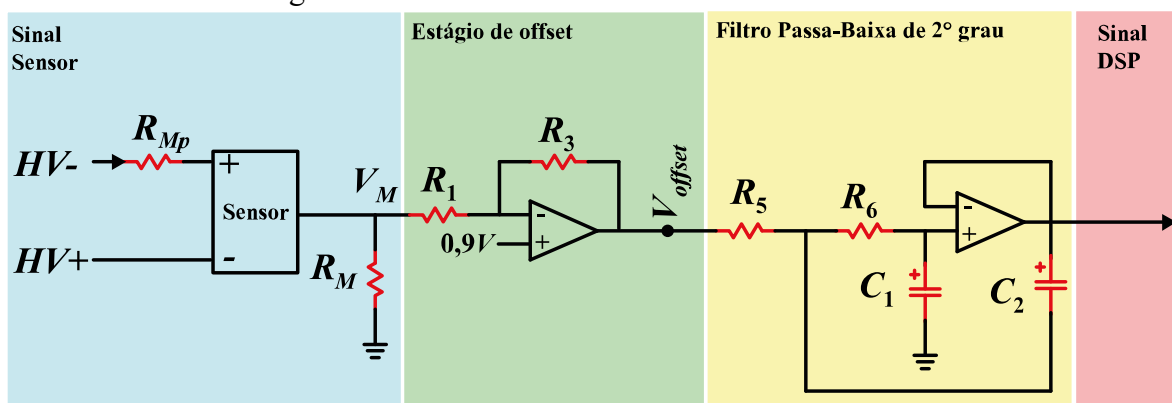 Sinal
Sensor
HV-
R_Mp
+
Sensor
-
HV+
V_M
R_M
Estágio de offset
R_1
R_3
-
+
0,9V
V_offset
Filtro Passa-Baixa de 2° grau
R_5
R_6
-
+
+
C_1
+
C_2
Sinal
DSP